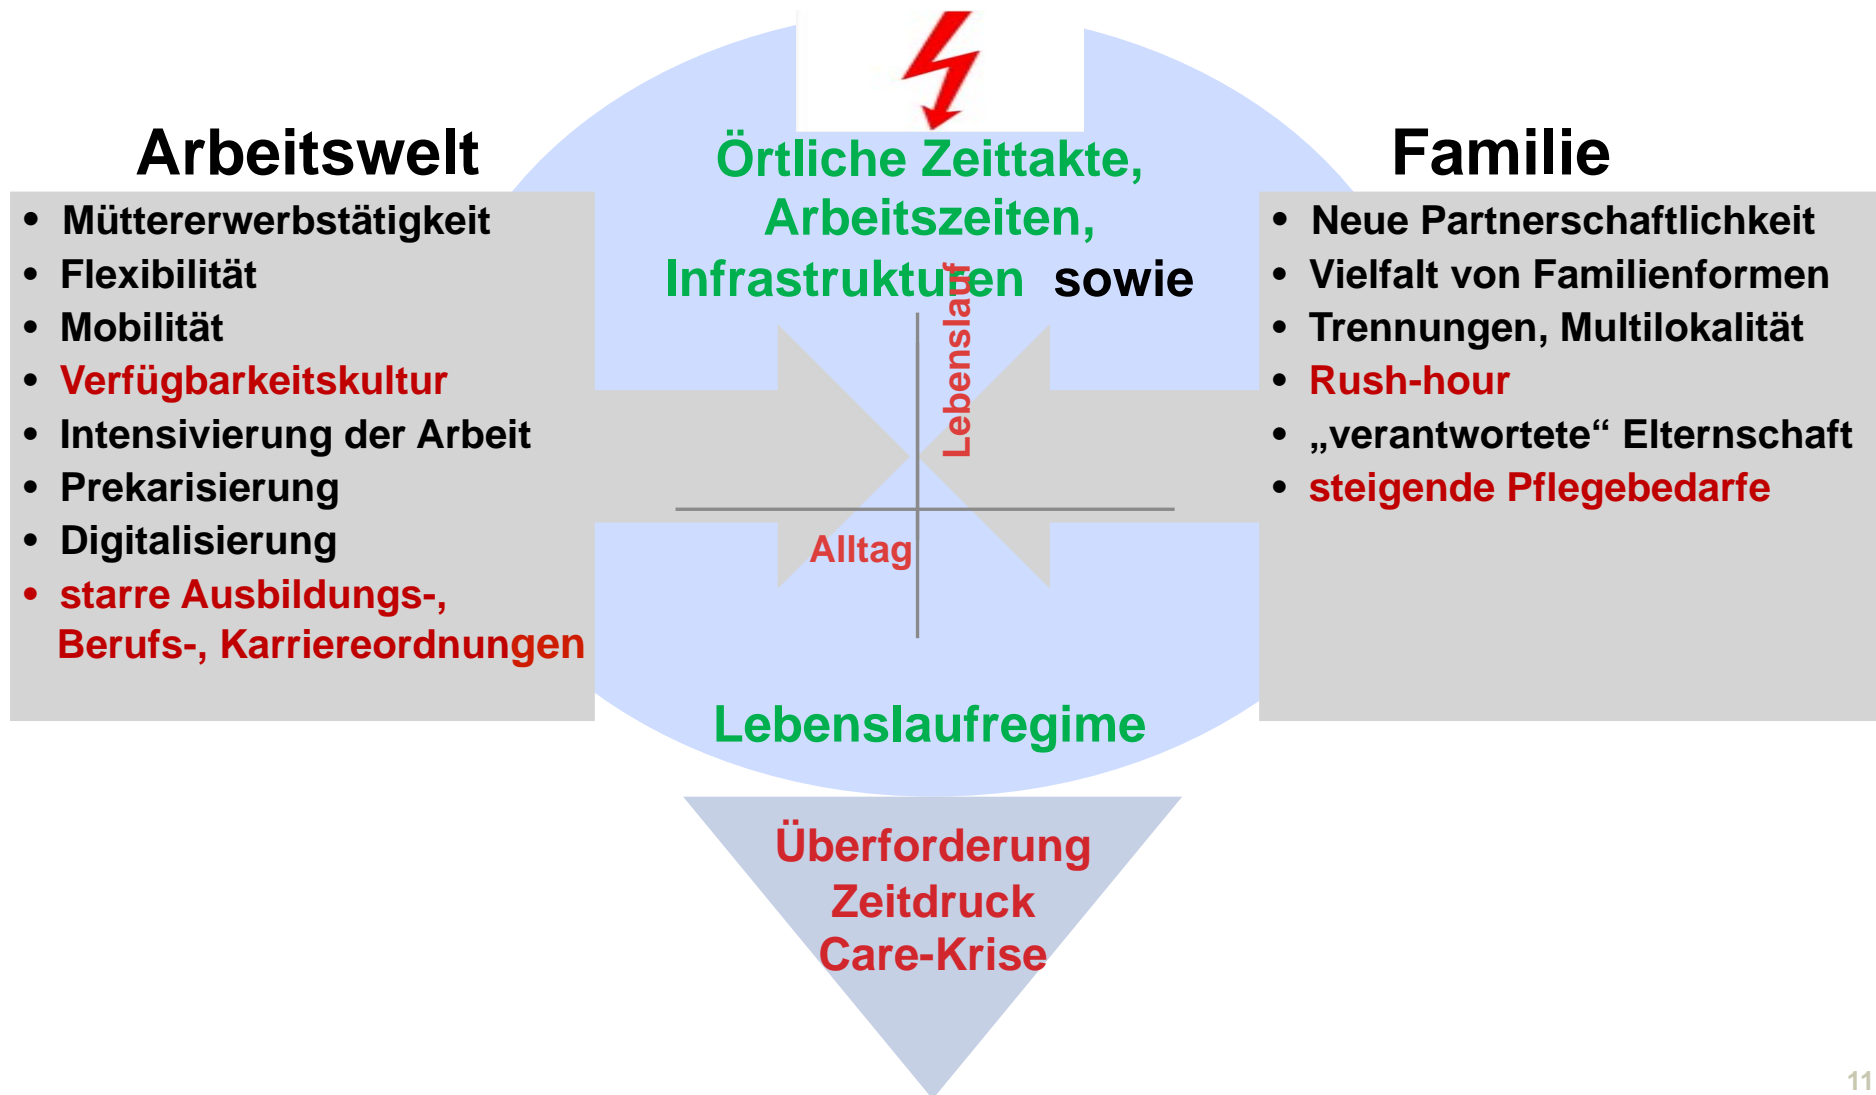 Arbeitswelt
• Müttererwerbstätigkeit
• Flexibilität
• Mobilität
• Verfügbarkeitskultur
• Intensivierung der Arbeit
• Prekarisierung
• Digitalisierung
• starre Ausbildungs-,
Berufs-, Karriereordnungen
Örtliche Zeittakte,
Arbeitszeiten,
Infrastrukturen sowie
Lebenslauf
Alltag
Lebenslaufregime
Familie
• Neue Partnerschaftlichkeit
• Vielfalt von Familienformen
• Trennungen, Multilokalität
• Rush-hour
• „verantwortete“ Elternschaft
• steigende Pflegebedarfe
Überforderung
Zeitdruck
Care-Krise
11